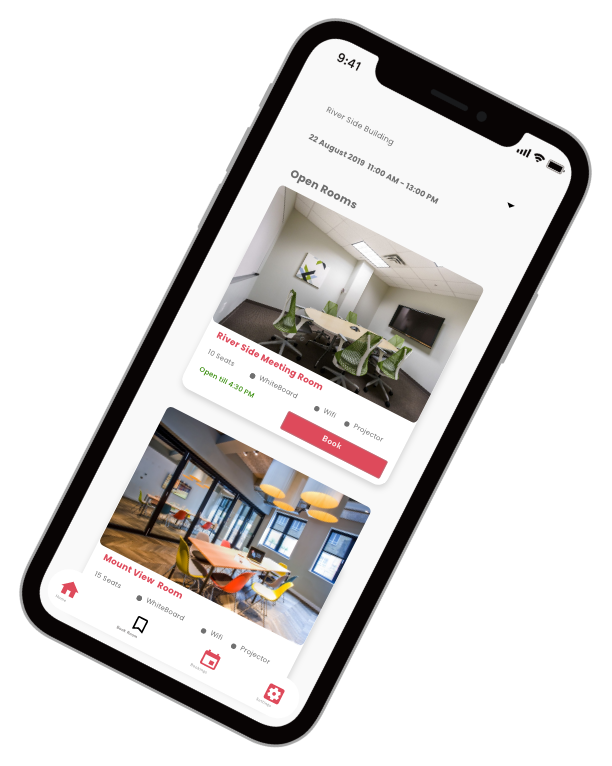 9:41
River Side Building
22 August 2019 11:00 AM - 13:00 PM
Open Rooms
River Side Meeting Room
10 Seats
WhiteBoard
Wifi
Projector
Open till 4:30 PM
Book
Mount View Room
15 Seats
WhiteBoard
Wifi
Projector
Home
Book Room
Bookings
Settings